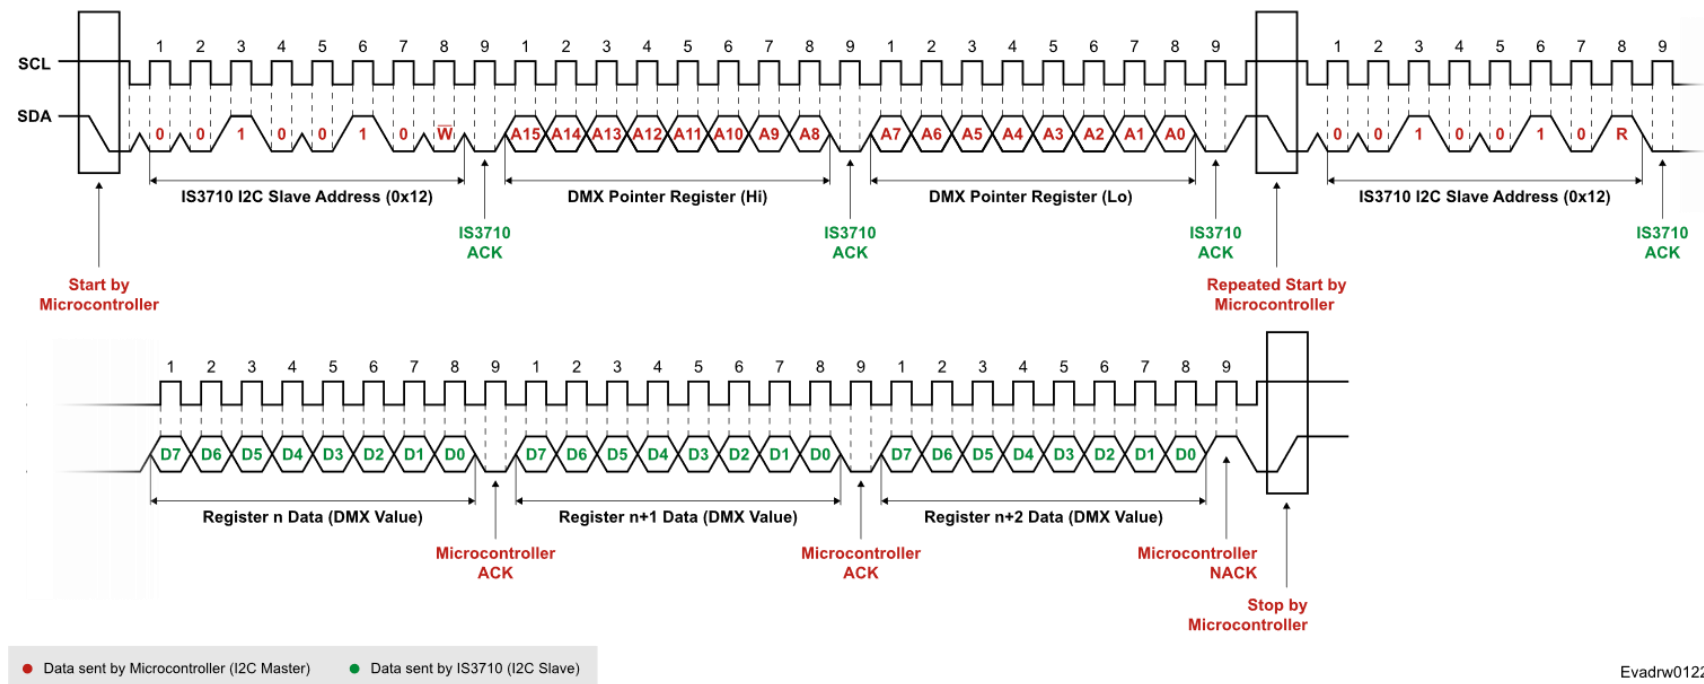 1 2 3 4 5 6 7 8 9 1 2 3 4 5 6 7 8 9 1 2 3 4 5 6 7 8 9 1 2 3 4 5 6 7 8 9
SCL
SDA
0 0 1 0 0 1 0 W̅ A15 A14 A13 A12 A11 A10 A9 A8 A7 A6 A5 A4 A3 A2 A1 A0 0 0 1 0 0 1 0 R
IS3710 I2C Slave Address (0x12) DMX Pointer Register (Hi) DMX Pointer Register (Lo) IS3710 I2C Slave Address (0x12)
IS3710 IS3710 IS3710 IS3710
ACK ACK ACK ACK
Start by Repeated Start by
Microcontroller Microcontroller
1 2 3 4 5 6 7 8 9 1 2 3 4 5 6 7 8 9 1 2 3 4 5 6 7 8 9
D7 D6 D5 D4 D3 D2 D1 D0 D7 D6 D5 D4 D3 D2 D1 D0 D7 D6 D5 D4 D3 D2 D1 D0
Register n Data (DMX Value) Register n+1 Data (DMX Value) Register n+2 Data (DMX Value)
Microcontroller Microcontroller Microcontroller
ACK ACK NACK
Stop by
Microcontroller
Data sent by Microcontroller (I2C Master) Data sent by IS3710 (I2C Slave)
Evadrw0122